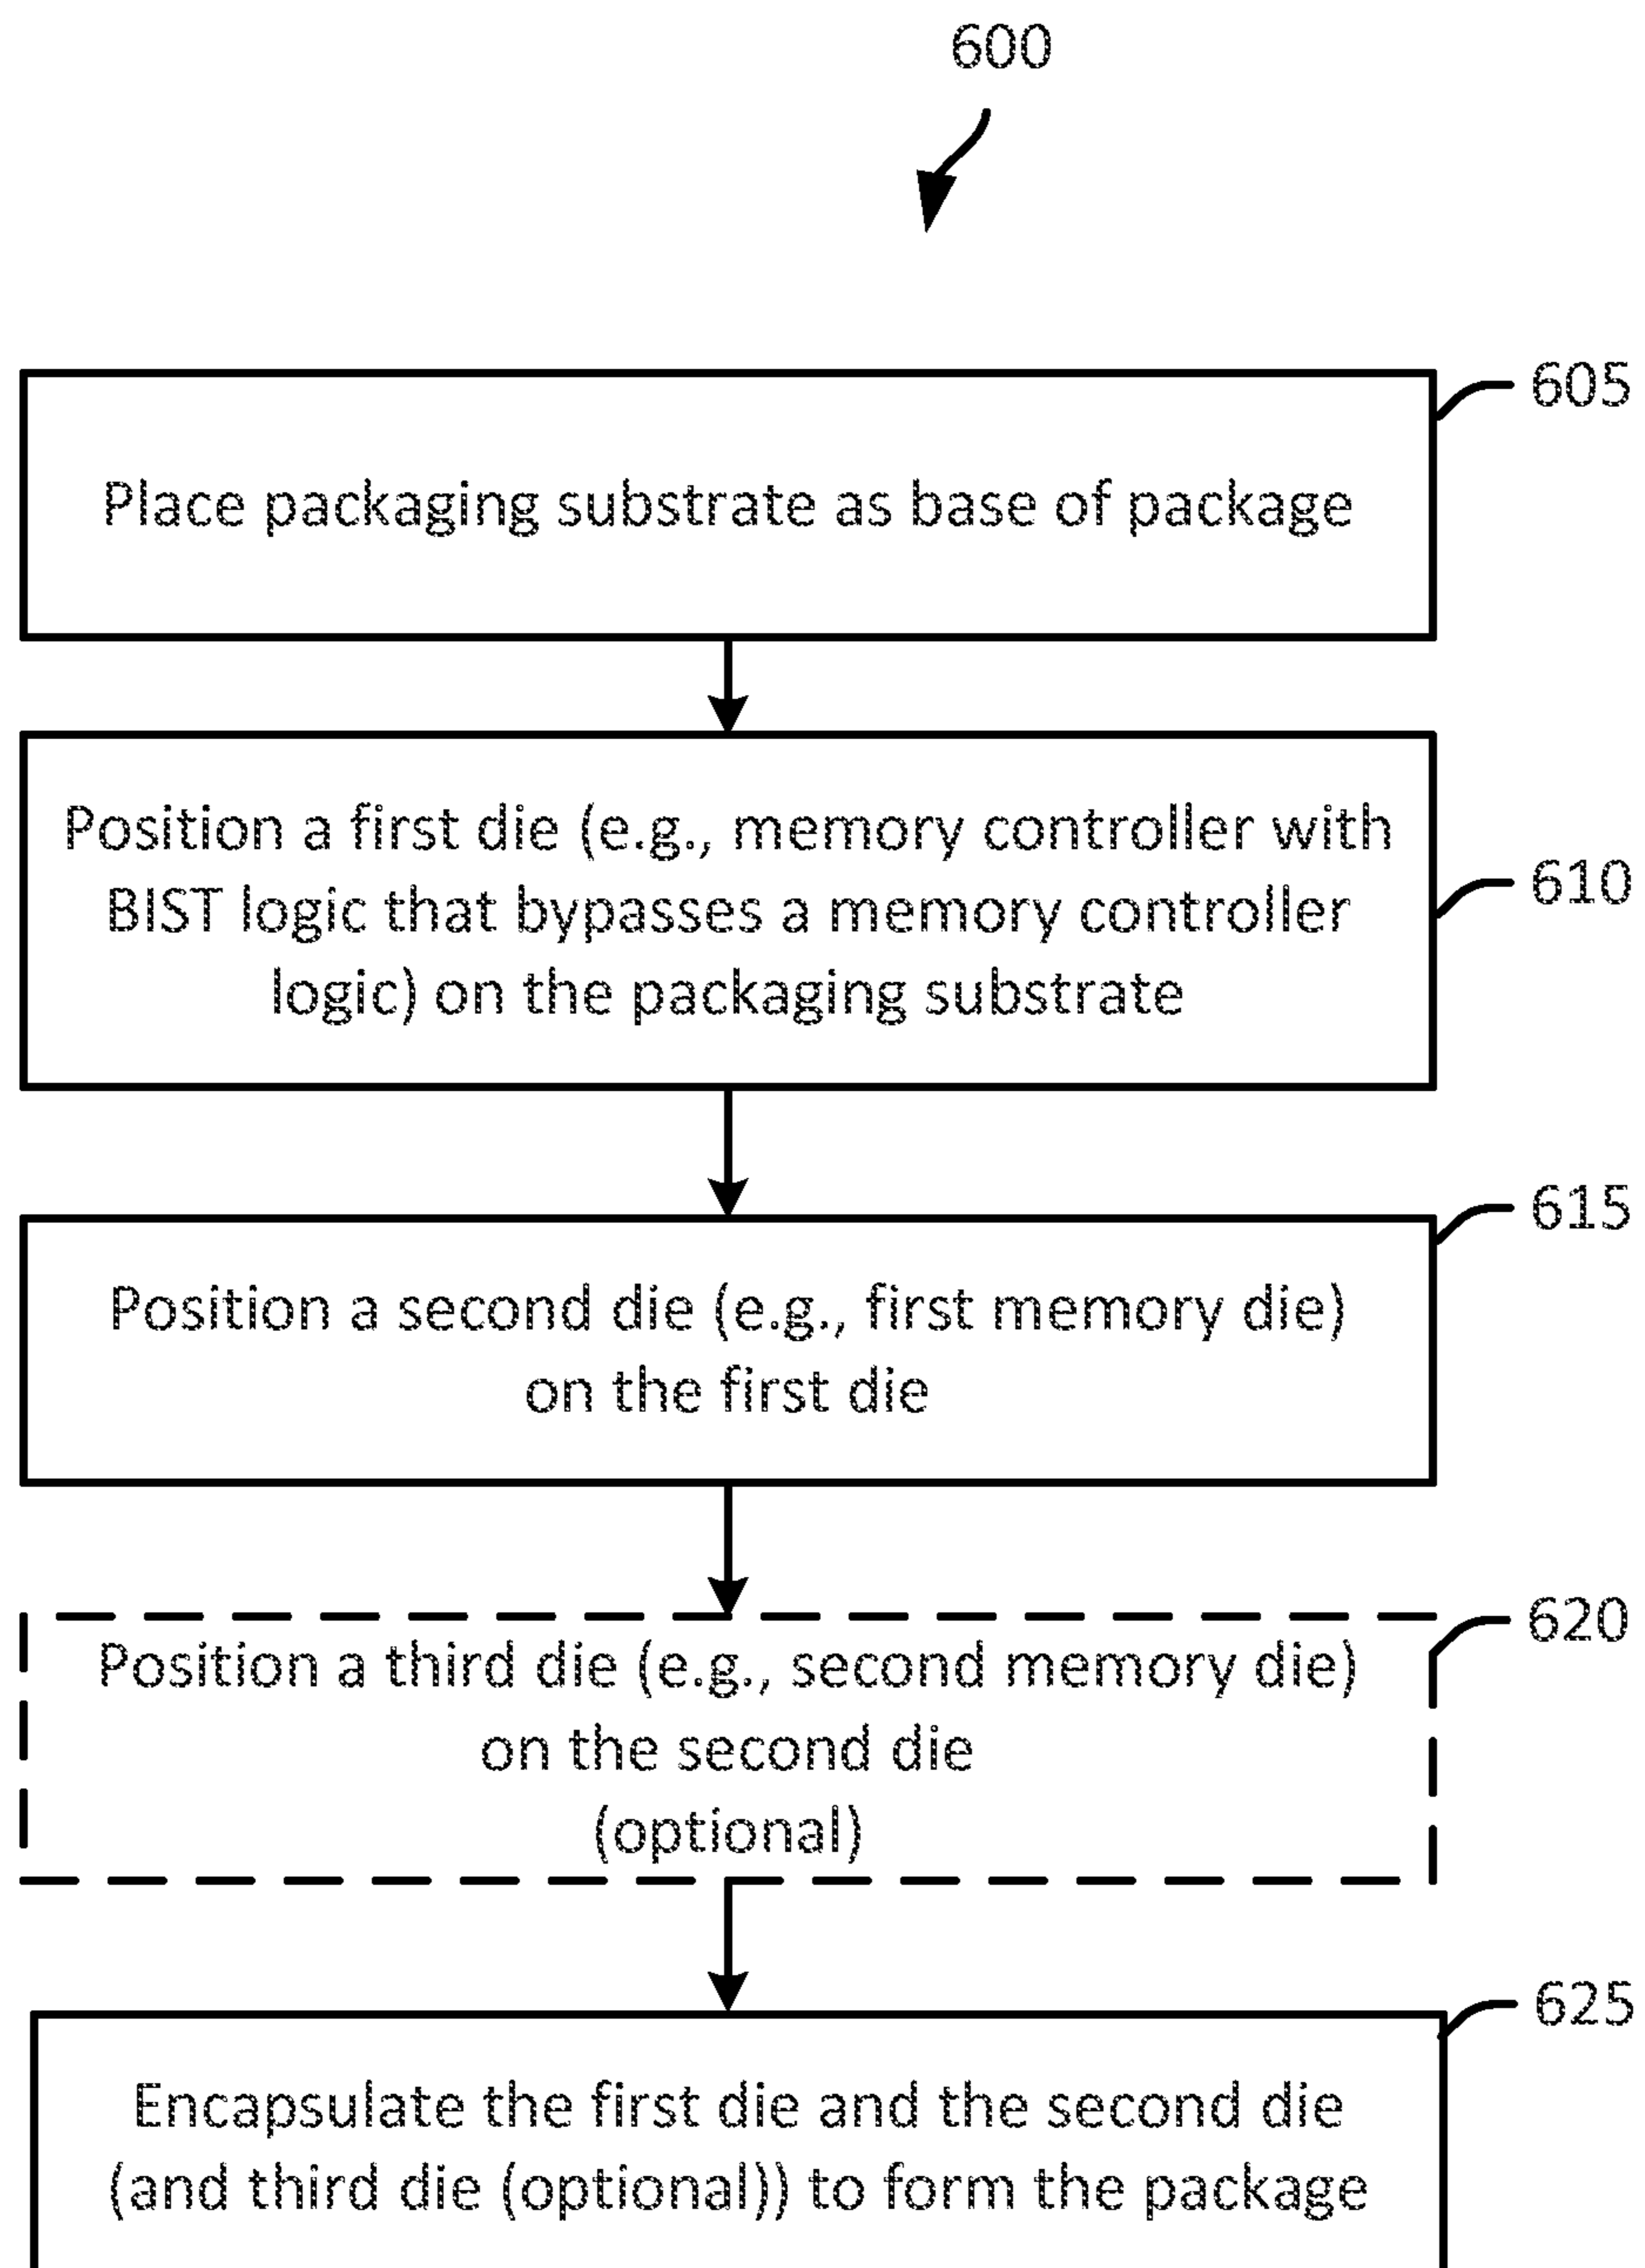 600
605
Place packaging substrate as base of package
Position a first die (e.g., memory controller with
BIST logic that bypasses a memory controller
logic) on the packaging substrate
610
615
Position a second die (e.g., first memory die)
on the first die
620
Position a third die (e.g., second memory die)
on the second die
(optional)
625
Encapsulate the first die and the second die
(and third die (optional)) to form the package